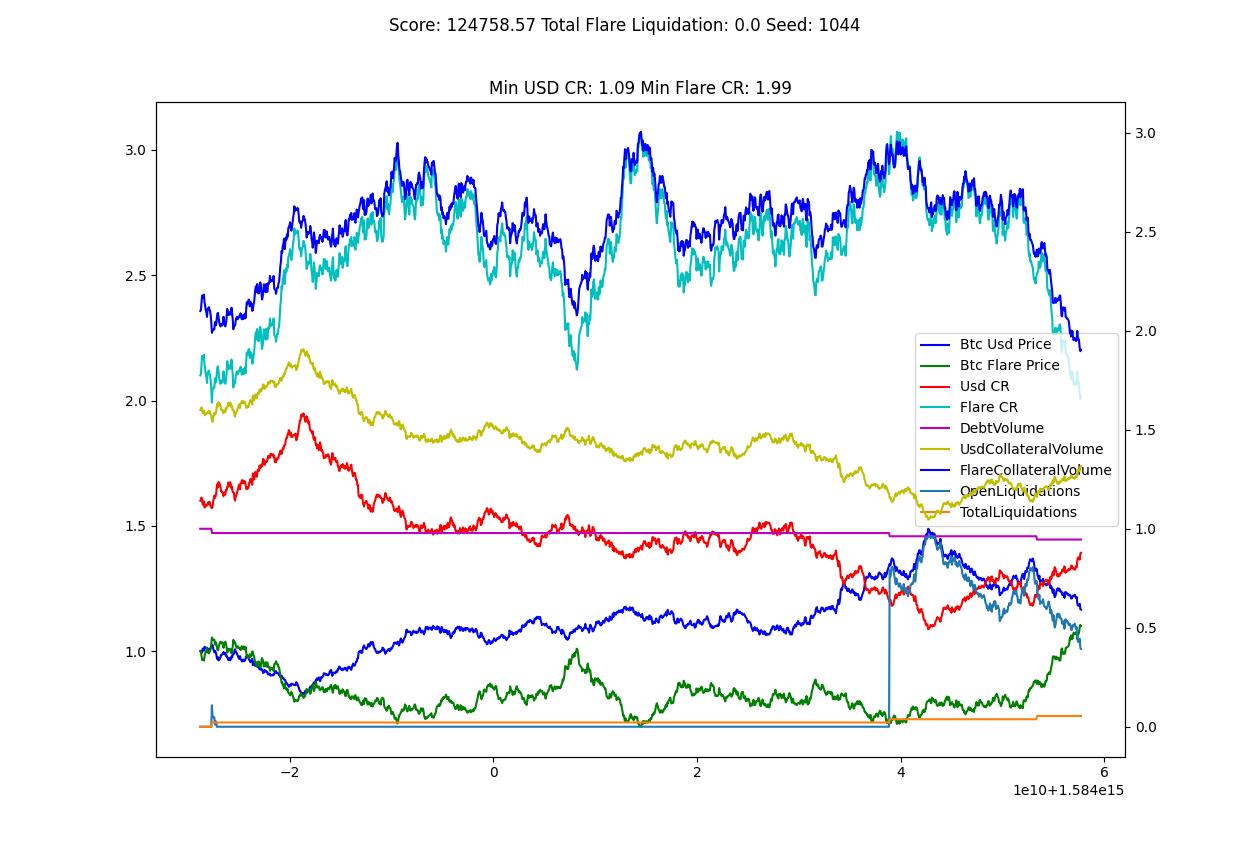 Score: 124758.57 Total Flare Liquidation: 0.0 Seed: 1044
Min USD CR: 1.09 Min Flare CR: 1.99
3.0
2.5
2.0
1.5
1.0
3.0
2.5
2.0
1.5
1.0
0.5
0.0
Btc Usd Price
Btc Flare Price
Usd CR
Flare CR
DebtVolume
UsdCollateralVolume
FlareCollateralVolume
OpenLiquidations
TotalLiquidations
−2 0 2 4 6
1e10+1.584e15